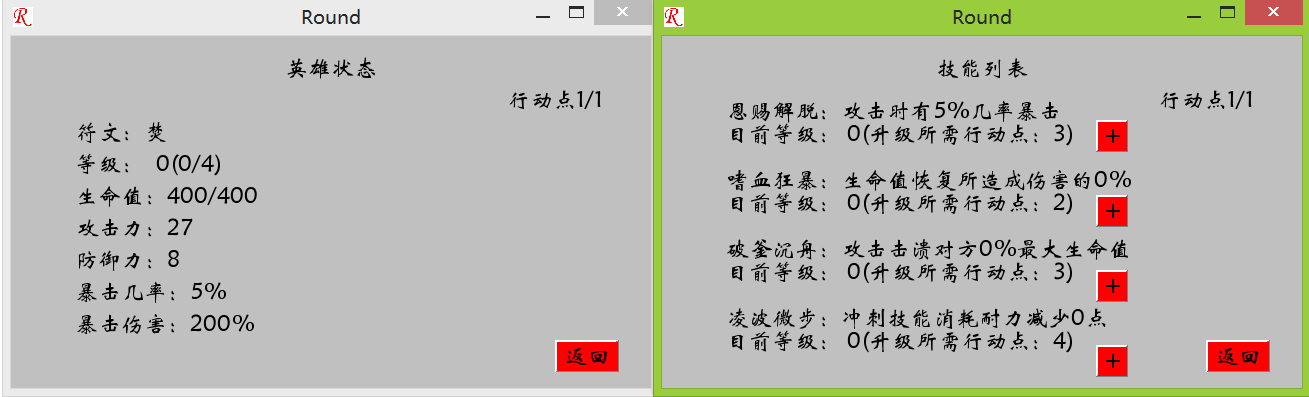 Round
英雄状态
行动点1/1
符文：焚
等级： 0(0/4)
生命值：400/400
攻击力：27
防御力：8
暴击几率：5%
暴击伤害：200%
返回
Round
技能列表
行动点1/1
恩赐解脱：攻击时有5%几率暴击
目前等级： 0(升级所需行动点：3)
+
嗜血狂暴：生命值恢复所造成伤害的0%
目前等级： 0(升级所需行动点：2)
+
破釜沉舟：攻击击溃对方0%最大生命值
目前等级： 0(升级所需行动点：3)
+
凌波微步：冲刺技能消耗耐力减少0点
目前等级： 0(升级所需行动点：4)
+
返回